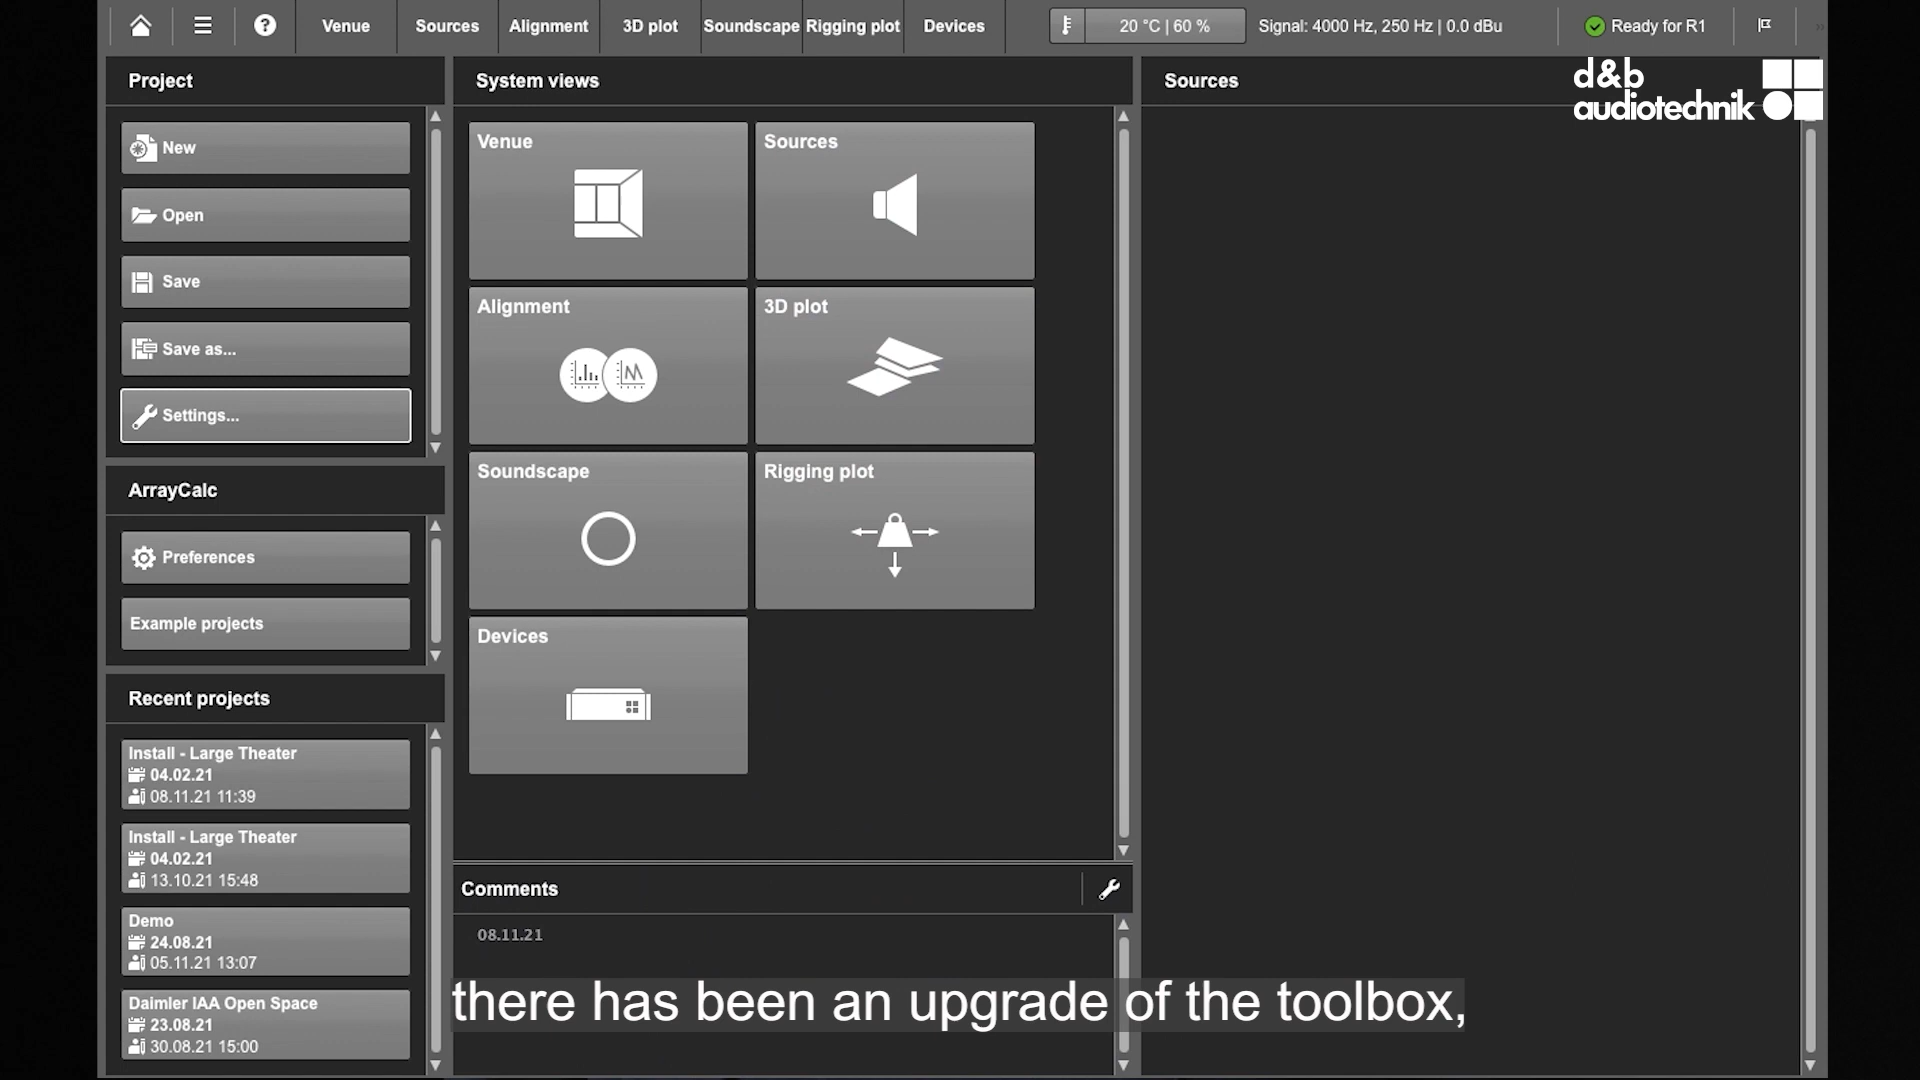 Venue
Sources
Alignment
3D plot
Soundscape
Rigging plot
Devices
20 °C | 60 %
Signal: 4000 Hz, 250 Hz | 0.0 dBu
Ready for R1
Project
New
Open
Save
Save as...
Settings...
ArrayCalc
Preferences
Example projects
Recent projects
Install - Large Theater
04.02.21
08.11.21 11:39
Install - Large Theater
04.02.21
13.10.21 15:48
Demo
24.08.21
05.11.21 13:07
Daimler IAA Open Space
23.08.21
30.08.21 15:00
System views
Venue
Sources
Alignment
3D plot
Soundscape
Rigging plot
Devices
Comments
08.11.21
Sources
d&b
audiotechnik
there has been an upgrade of the toolbox,